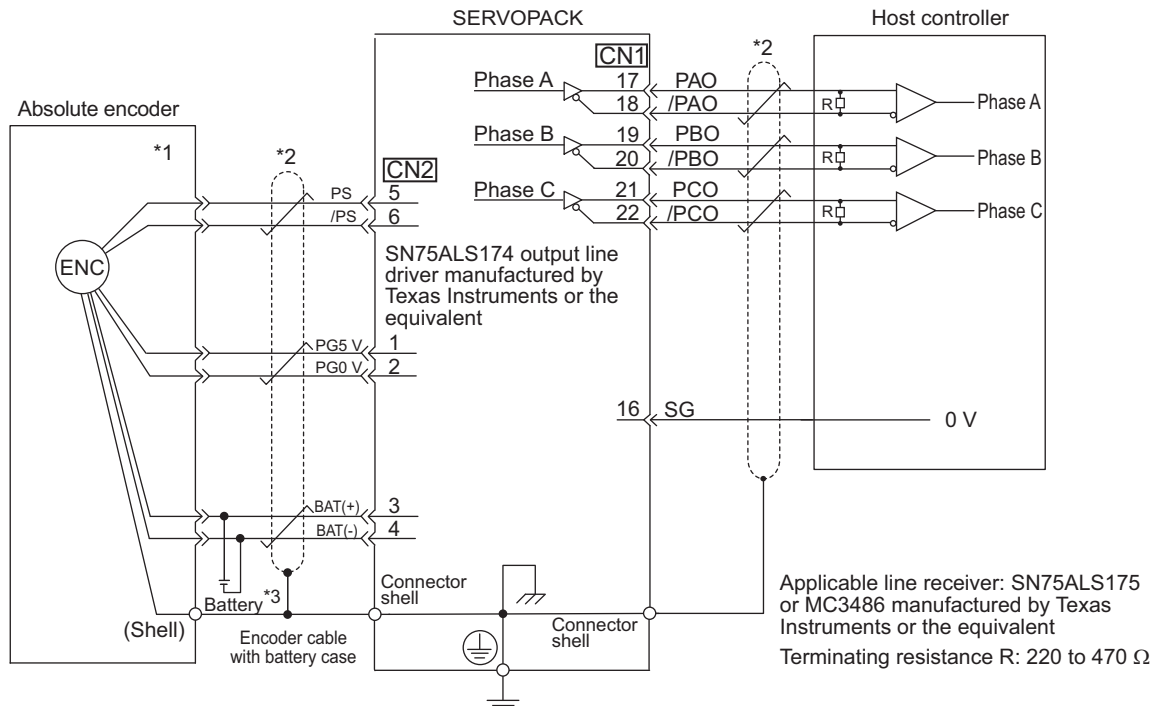 SERVOPACK
Host controller
Absolute encoder
*1
*2
CN2
PS 5
/PS 6
ENC
SN75ALS174 output line
driver manufactured by
Texas Instruments or the
equivalent
PG5 V 1
PG0 V 2
BAT(+) 3
BAT(-) 4
Battery *3
(Shell)
Encoder cable
with battery case
Connector
shell
Connector
shell
CN1
*2
Phase A 17 PAO
18 /PAO
R
Phase A
Phase B 19 PBO
20 /PBO
R
Phase B
Phase C 21 PCO
22 /PCO
R
Phase C
16 SG
0 V
Applicable line receiver: SN75ALS175
or MC3486 manufactured by Texas
Instruments or the equivalent
Terminating resistance R: 220 to 470 Ω